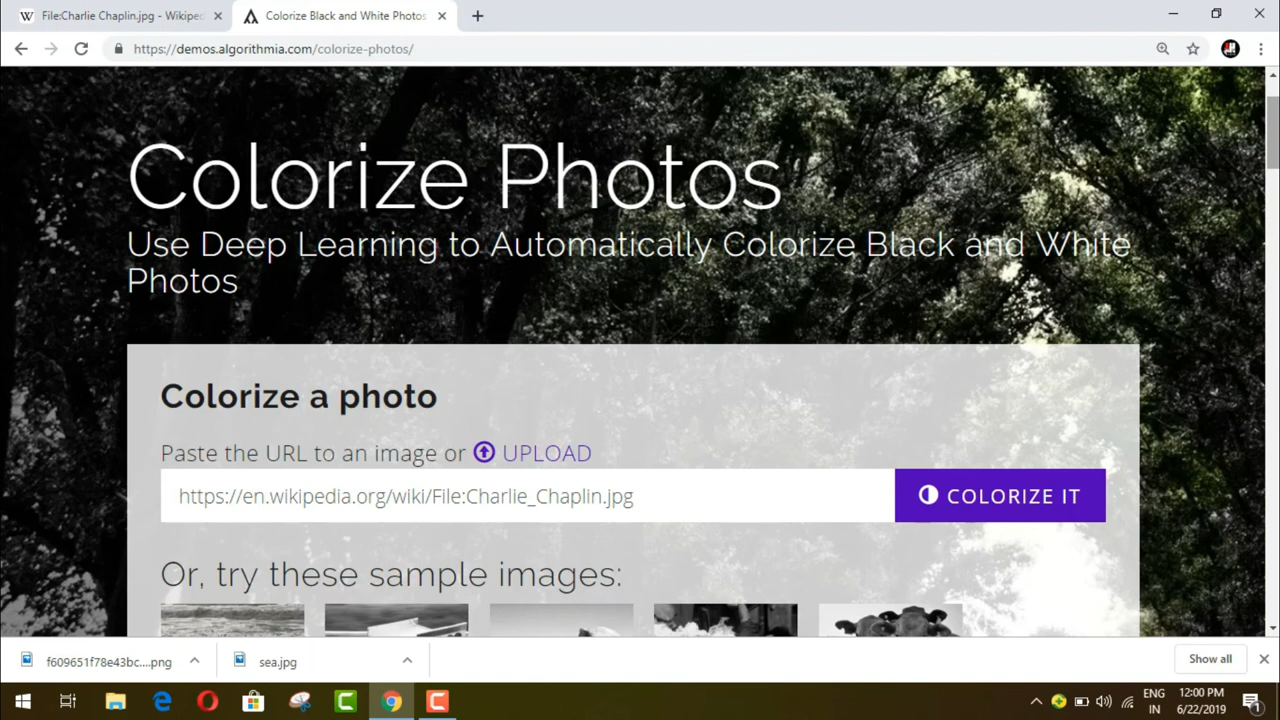 File:Charlie Chaplin.jpg - Wikiped
Colorize Black and White Photos
https://demos.algorithmia.com/colorize-photos/
Colorize Photos
Use Deep Learning to Automatically Colorize Black and White
Photos
Colorize a photo
Paste the URL to an image or UPLOAD
https://en.wikipedia.org/wiki/File:Charlie_Chaplin.jpg
COLORIZE IT
Or, try these sample images:
f609651f78e43bc....png
sea.jpg
Show all
ENG
IN
12:00 PM
6/22/2019
1